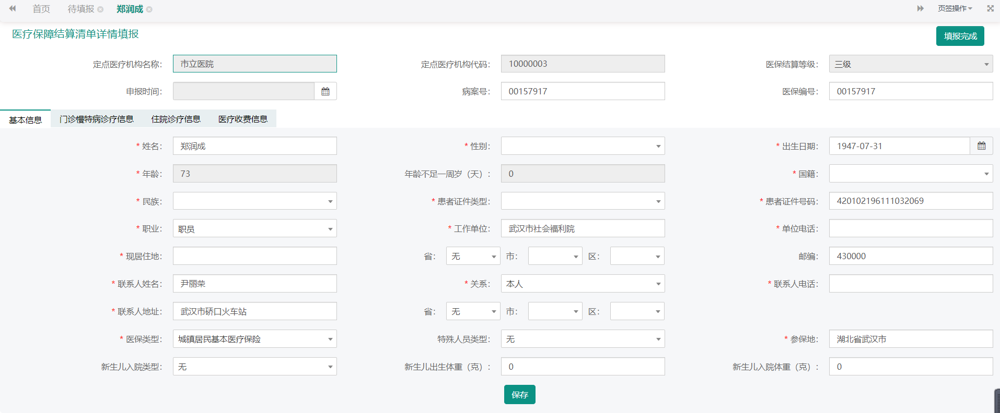 首页 待填报 郑润成 页签操作
医疗保障结算清单详情填报
填报完成
定点医疗机构名称： 市立医院 定点医疗机构代码： 10000003 医保结算等级： 三级
申报时间： 病案号： 00157917 医保编号： 00157917
基本信息 门诊慢特病诊疗信息 住院诊疗信息 医疗收费信息
* 姓名： 郑润成 * 性别： * 出生日期： 1947-07-31
* 年龄： 73 年龄不足一周岁（天）： 0 * 国籍：
* 民族： * 患者证件类型： * 患者证件号码： 420102196111032069
* 职业： 职员 * 工作单位： 武汉市社会福利院 * 单位电话：
* 现居住地： 省： 无 市： 区： 邮编： 430000
* 联系人姓名： 尹丽荣 * 关系： 本人 * 联系人电话：
* 联系人地址： 武汉市硚口火车站 省： 无 市： 区：
* 医保类型： 城镇居民基本医疗保险 特殊人员类型： 无 * 参保地： 湖北省武汉市
新生儿入院类型： 无 新生儿出生体重（克）： 0 新生儿入院体重（克）： 0
保存